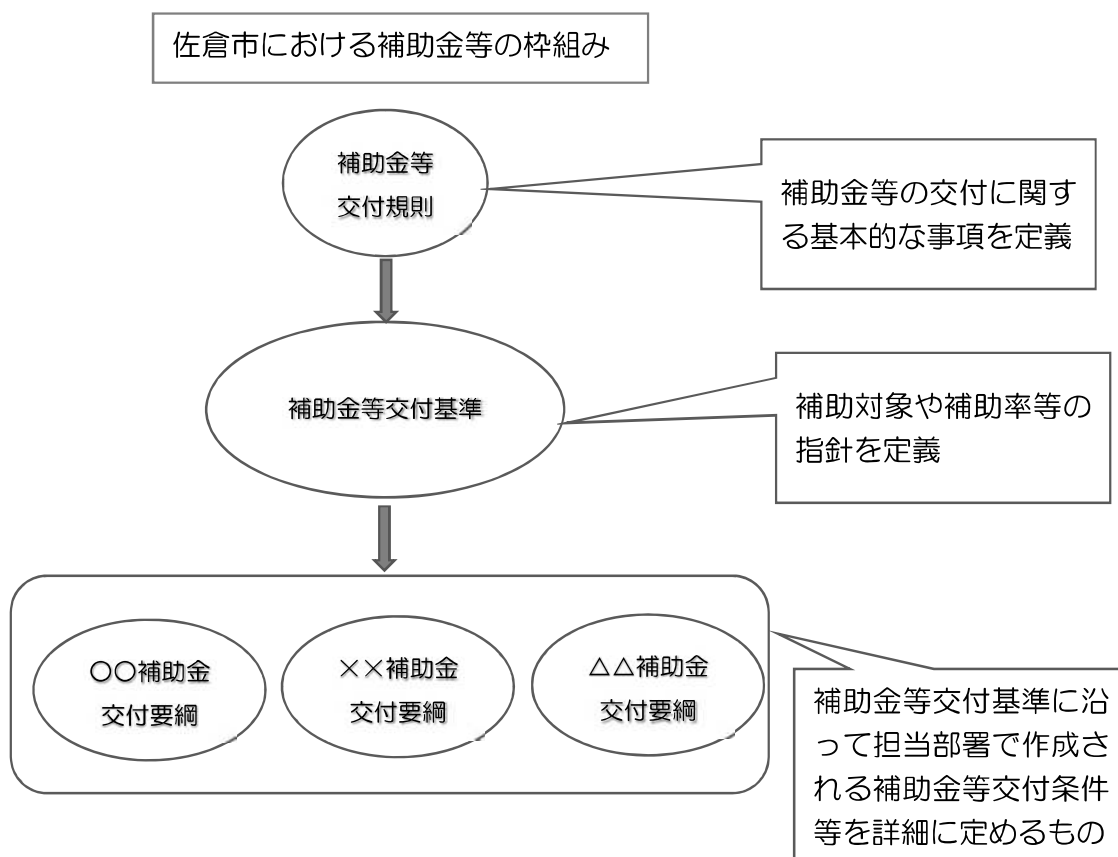 佐倉市における補助金等の枠組み
補助金等
交付規則
補助金等の交付に関す
る基本的な事項を定義
補助金等交付基準
補助対象や補助率等の
指針を定義
〇〇補助金
交付要綱
××補助金
交付要綱
△△補助金
交付要綱
補助金等交付基準に沿
って担当部署で作成さ
れる補助金等交付条件
等を詳細に定めるもの